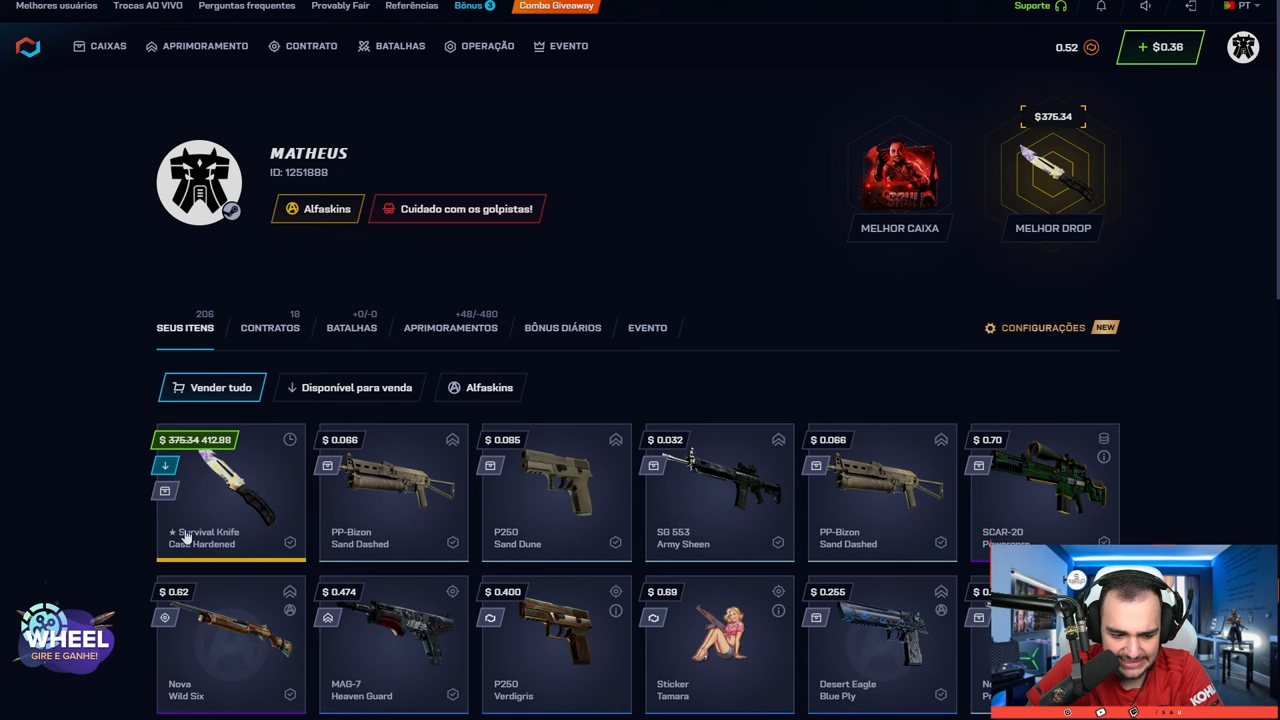 Melhores usuários Trocas AO VIVO Perguntas frequentes Provably Fair Referências Bônus 3 Combo Giveaway Suporte PT
CAIXAS APRIMORAMENTO CONTRATO BATALHAS OPERAÇÃO EVENTO 0.52 + $0.36
$375.34
MATHEUS
ID: 1251888
Alfaskins Cuidado com os golpistas!
MELHOR CAIXA MELHOR DROP
206 18 +0/-0 +48/-480
SEUS ITENS CONTRATOS BATALHAS APRIMORAMENTOS BÔNUS DIÁRIOS EVENTO CONFIGURAÇÕES NEW
Vender tudo Disponível para venda Alfaskins
$ 375.34 412.88 $ 0.066 $ 0.085 $ 0.032 $ 0.066 $ 0.70
★ Survival Knife PP-Bizon P250 SG 553 PP-Bizon SCAR-20
Case Hardened Sand Dashed Sand Dune Army Sheen Sand Dashed
$ 0.62 $ 0.474 $ 0.400 $ 0.69 $ 0.255
WHEEL
GIRE E GANHE!
Nova MAG-7 P250 Sticker Desert Eagle
Wild Six Heaven Guard Verdigris Tamara Blue Ply